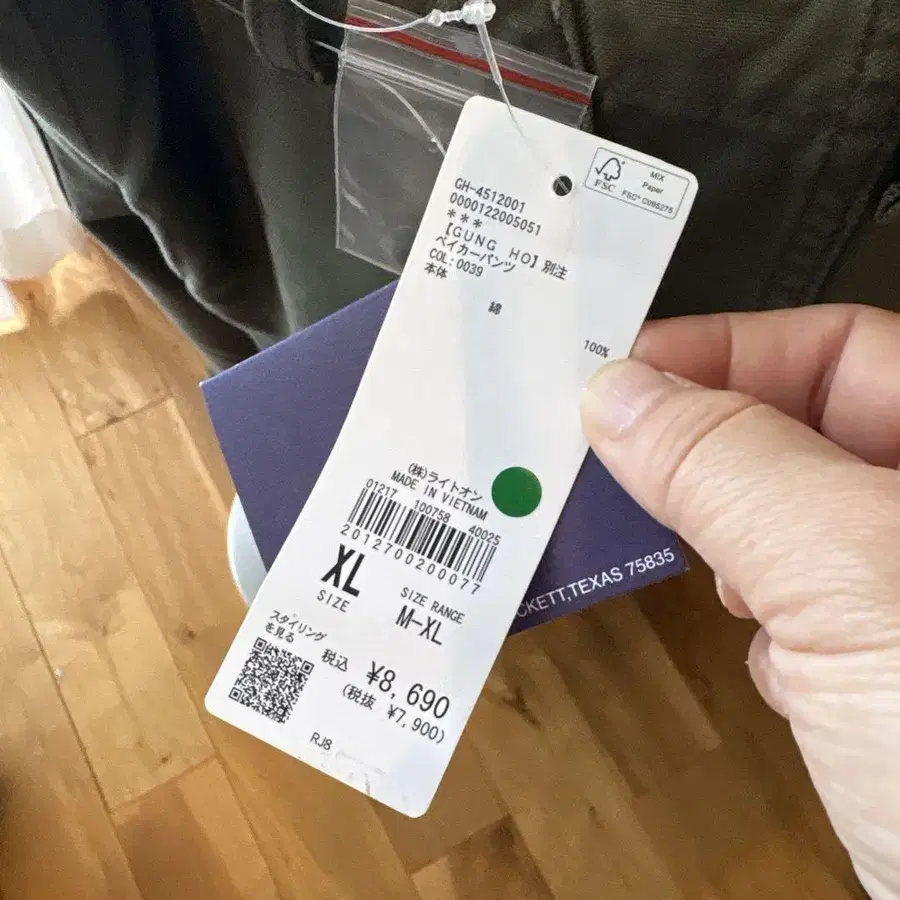 MIX
Paper
FSC
FSC® C095275
GH-4512001
0000122005051
***
【GUNG HO】別注
ベイカーパンツ
COL:0039
本体
綿
100%
(株)ライトオン
MADE IN VIETNAM
01217 100758 40025
2012700200077
XL
SIZE
SIZE RANGE
M-XL
スタイリング
を見る
税込 ¥8,690
(税抜 ¥7,900)
RJ8
CKETT,TEXAS 75835